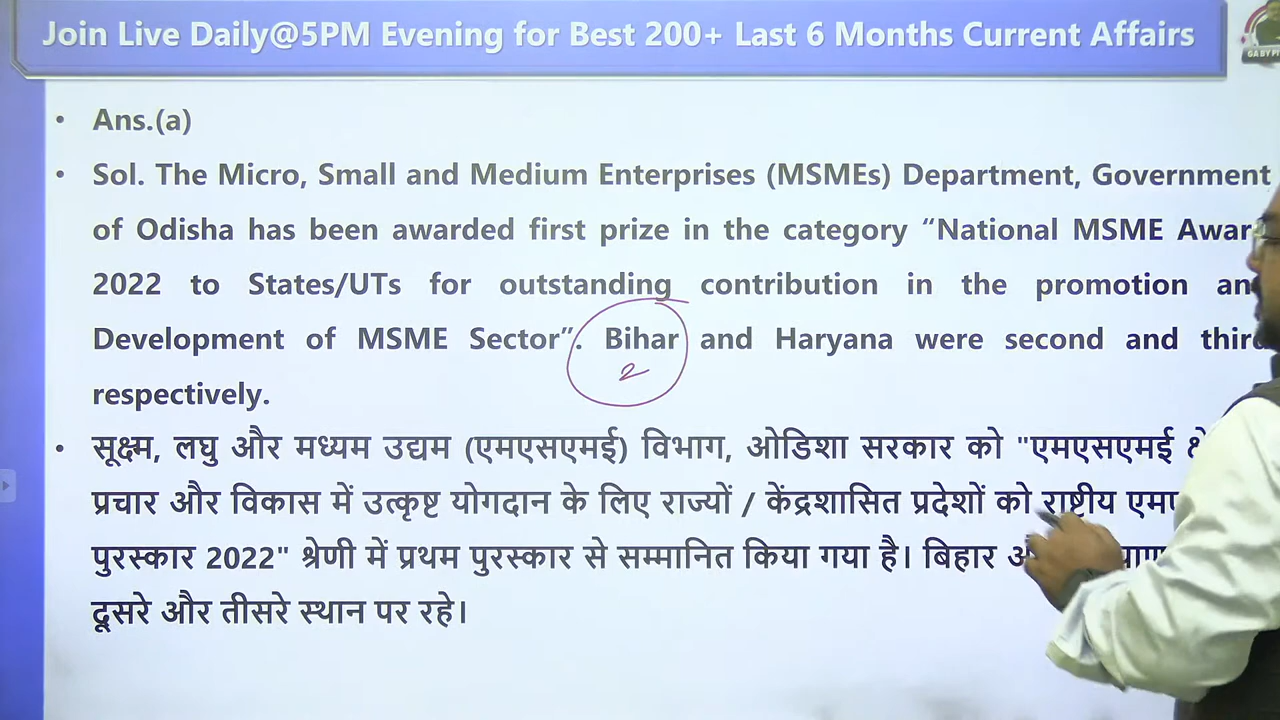 Join Live Daily@5PM Evening for Best 200+ Last 6 Months Current Affairs
• Ans.(a)
• Sol. The Micro, Small and Medium Enterprises (MSMEs) Department, Government
of Odisha has been awarded first prize in the category “National MSME
2022 to States/UTs for outstanding contribution in the promotion
Development of MSME Sector”. Bihar and Haryana were second and
2
respectively.
• सूक्ष्म, लघु और मध्यम उद्यम (एमएसएमई) विभाग, ओडिशा सरकार को "एमएसएमई
प्रचार और विकास में उत्कृष्ट योगदान के लिए राज्यों / केंद्रशासित प्रदेशों को राष्ट्रीय
पुरस्कार 2022" श्रेणी में प्रथम पुरस्कार से सम्मानित किया गया है। बिहार
दूसरे और तीसरे स्थान पर रहे।